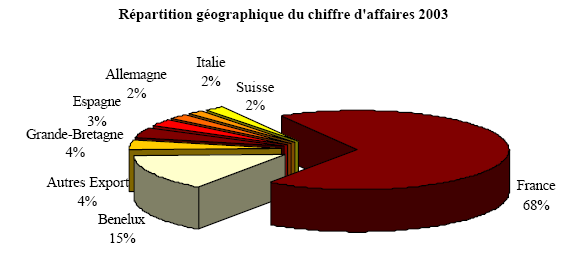 Répartition géographique du chiffre d'affaires 2003
Italie
2%
Allemagne
2%
Suisse
2%
Espagne
3%
Grande-Bretagne
4%
Autres Export
4%
Benelux
15%
France
68%